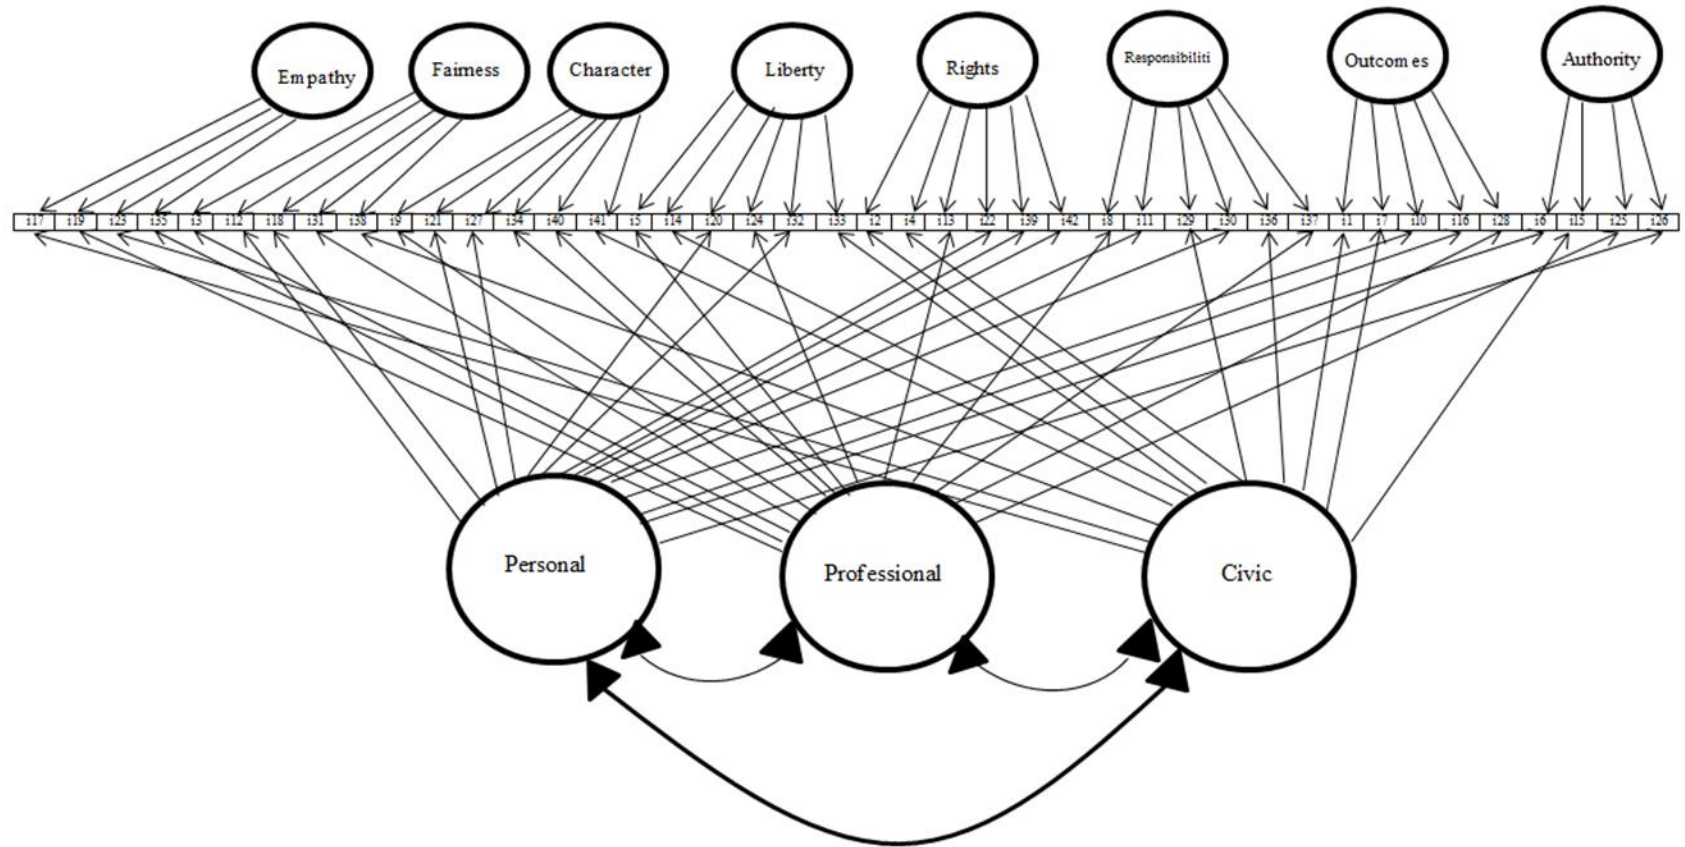 Empathy
Fairness
Character
Liberty
Rights
Responsibiliti
Outcomes
Authority
i17 i19 i23 i35 i3 i12 i18 i31 i38 i9 i21 i27 i34 i40 i41 i5 i14 i20 i24 i32 i33 i2 i4 i13 i22 i39 i42 i8 i11 i29 i30 i36 i37 i1 i7 i10 i16 i28 i6 i15 i25 i26
Personal
Professional
Civic